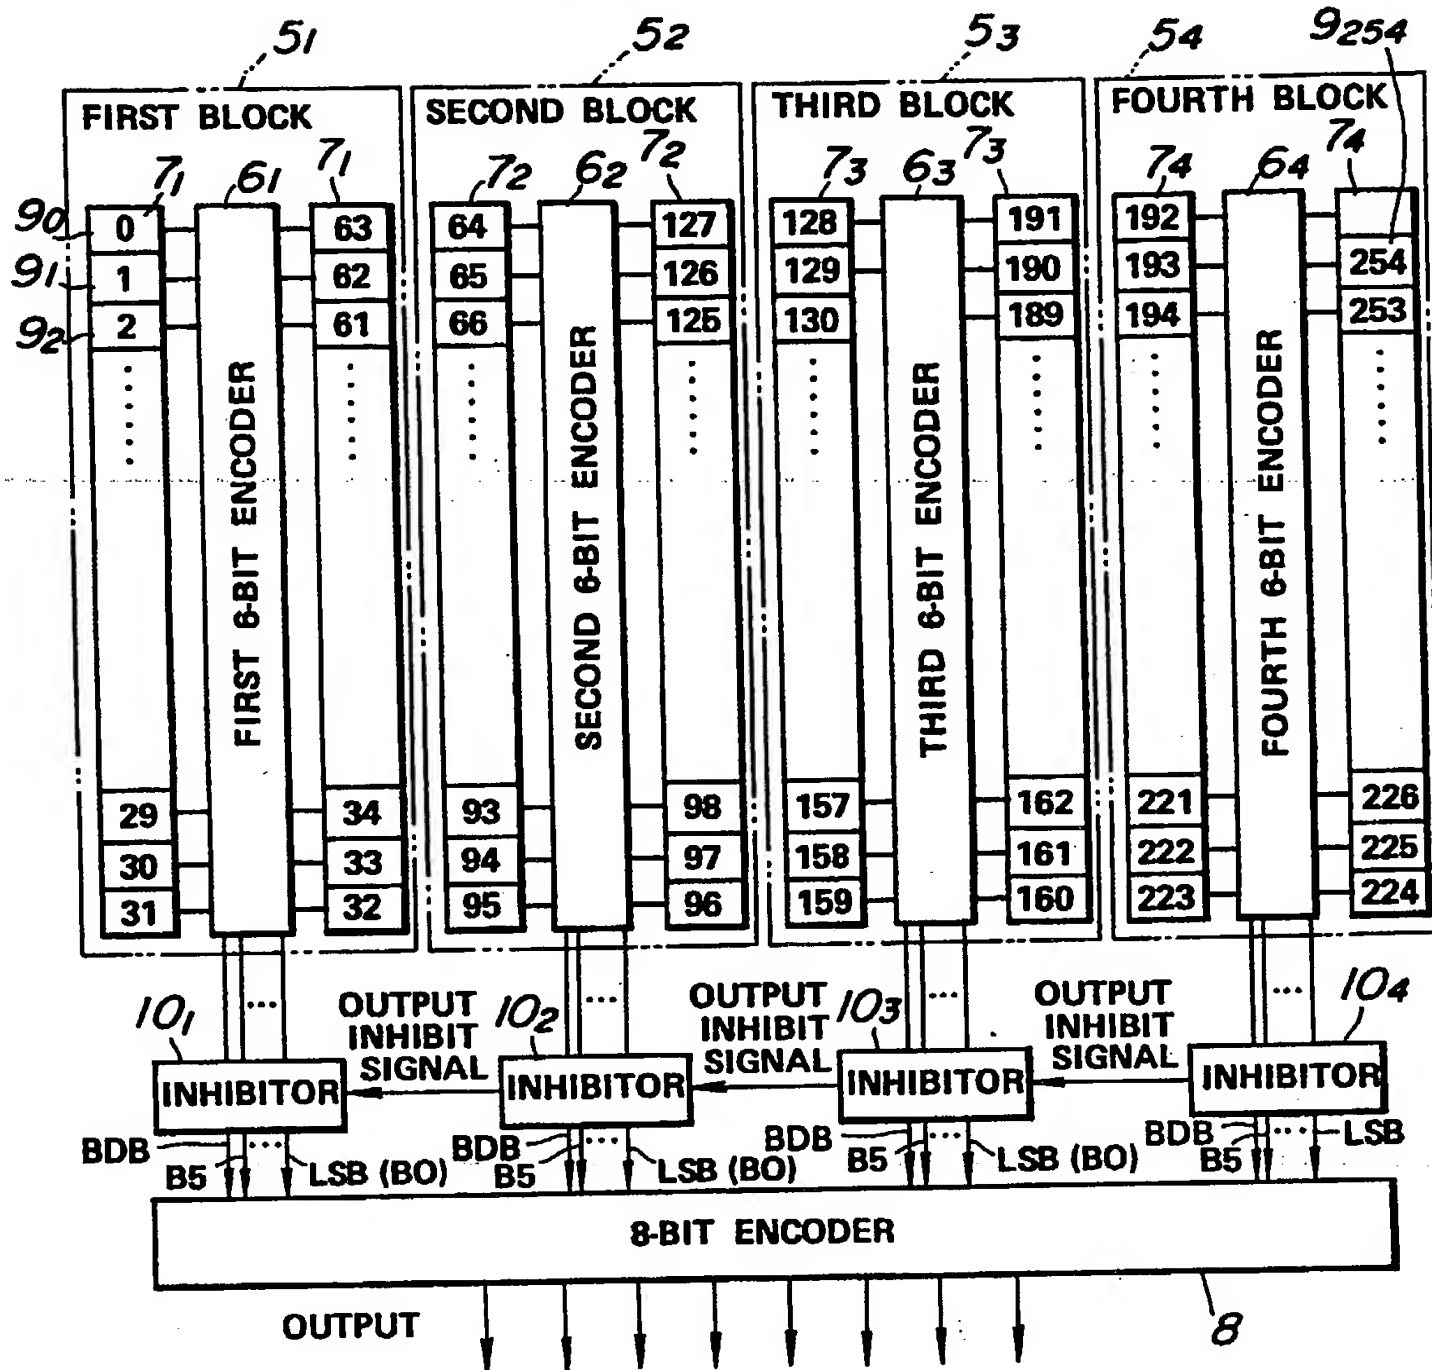 5₁ 5₂ 5₃ 5₄ 9₂₅₄
FIRST BLOCK SECOND BLOCK THIRD BLOCK FOURTH BLOCK
7₁ 6₁ 7₁ 7₂ 6₂ 7₂ 7₃ 6₃ 7₃ 7₄ 6₄ 7₄
9₀ 0 63 64 127 128 191 192
9₁ 1 62 65 126 129 190 193 254
9₂ 2 61 66 125 130 189 194 253
FIRST 6-BIT ENCODER
SECOND 6-BIT ENCODER
THIRD 6-BIT ENCODER
FOURTH 6-BIT ENCODER
29 34 93 98 157 162 221 226
30 33 94 97 158 161 222 225
31 32 95 96 159 160 223 224
10₁ OUTPUT INHIBIT SIGNAL 10₂ OUTPUT INHIBIT SIGNAL 10₃ OUTPUT INHIBIT SIGNAL 10₄
INHIBITOR INHIBITOR INHIBITOR INHIBITOR
BDB B5 LSB (BO) BDB B5 LSB (BO) BDB B5 LSB (BO) BDB B5 LSB
8-BIT ENCODER
OUTPUT 8